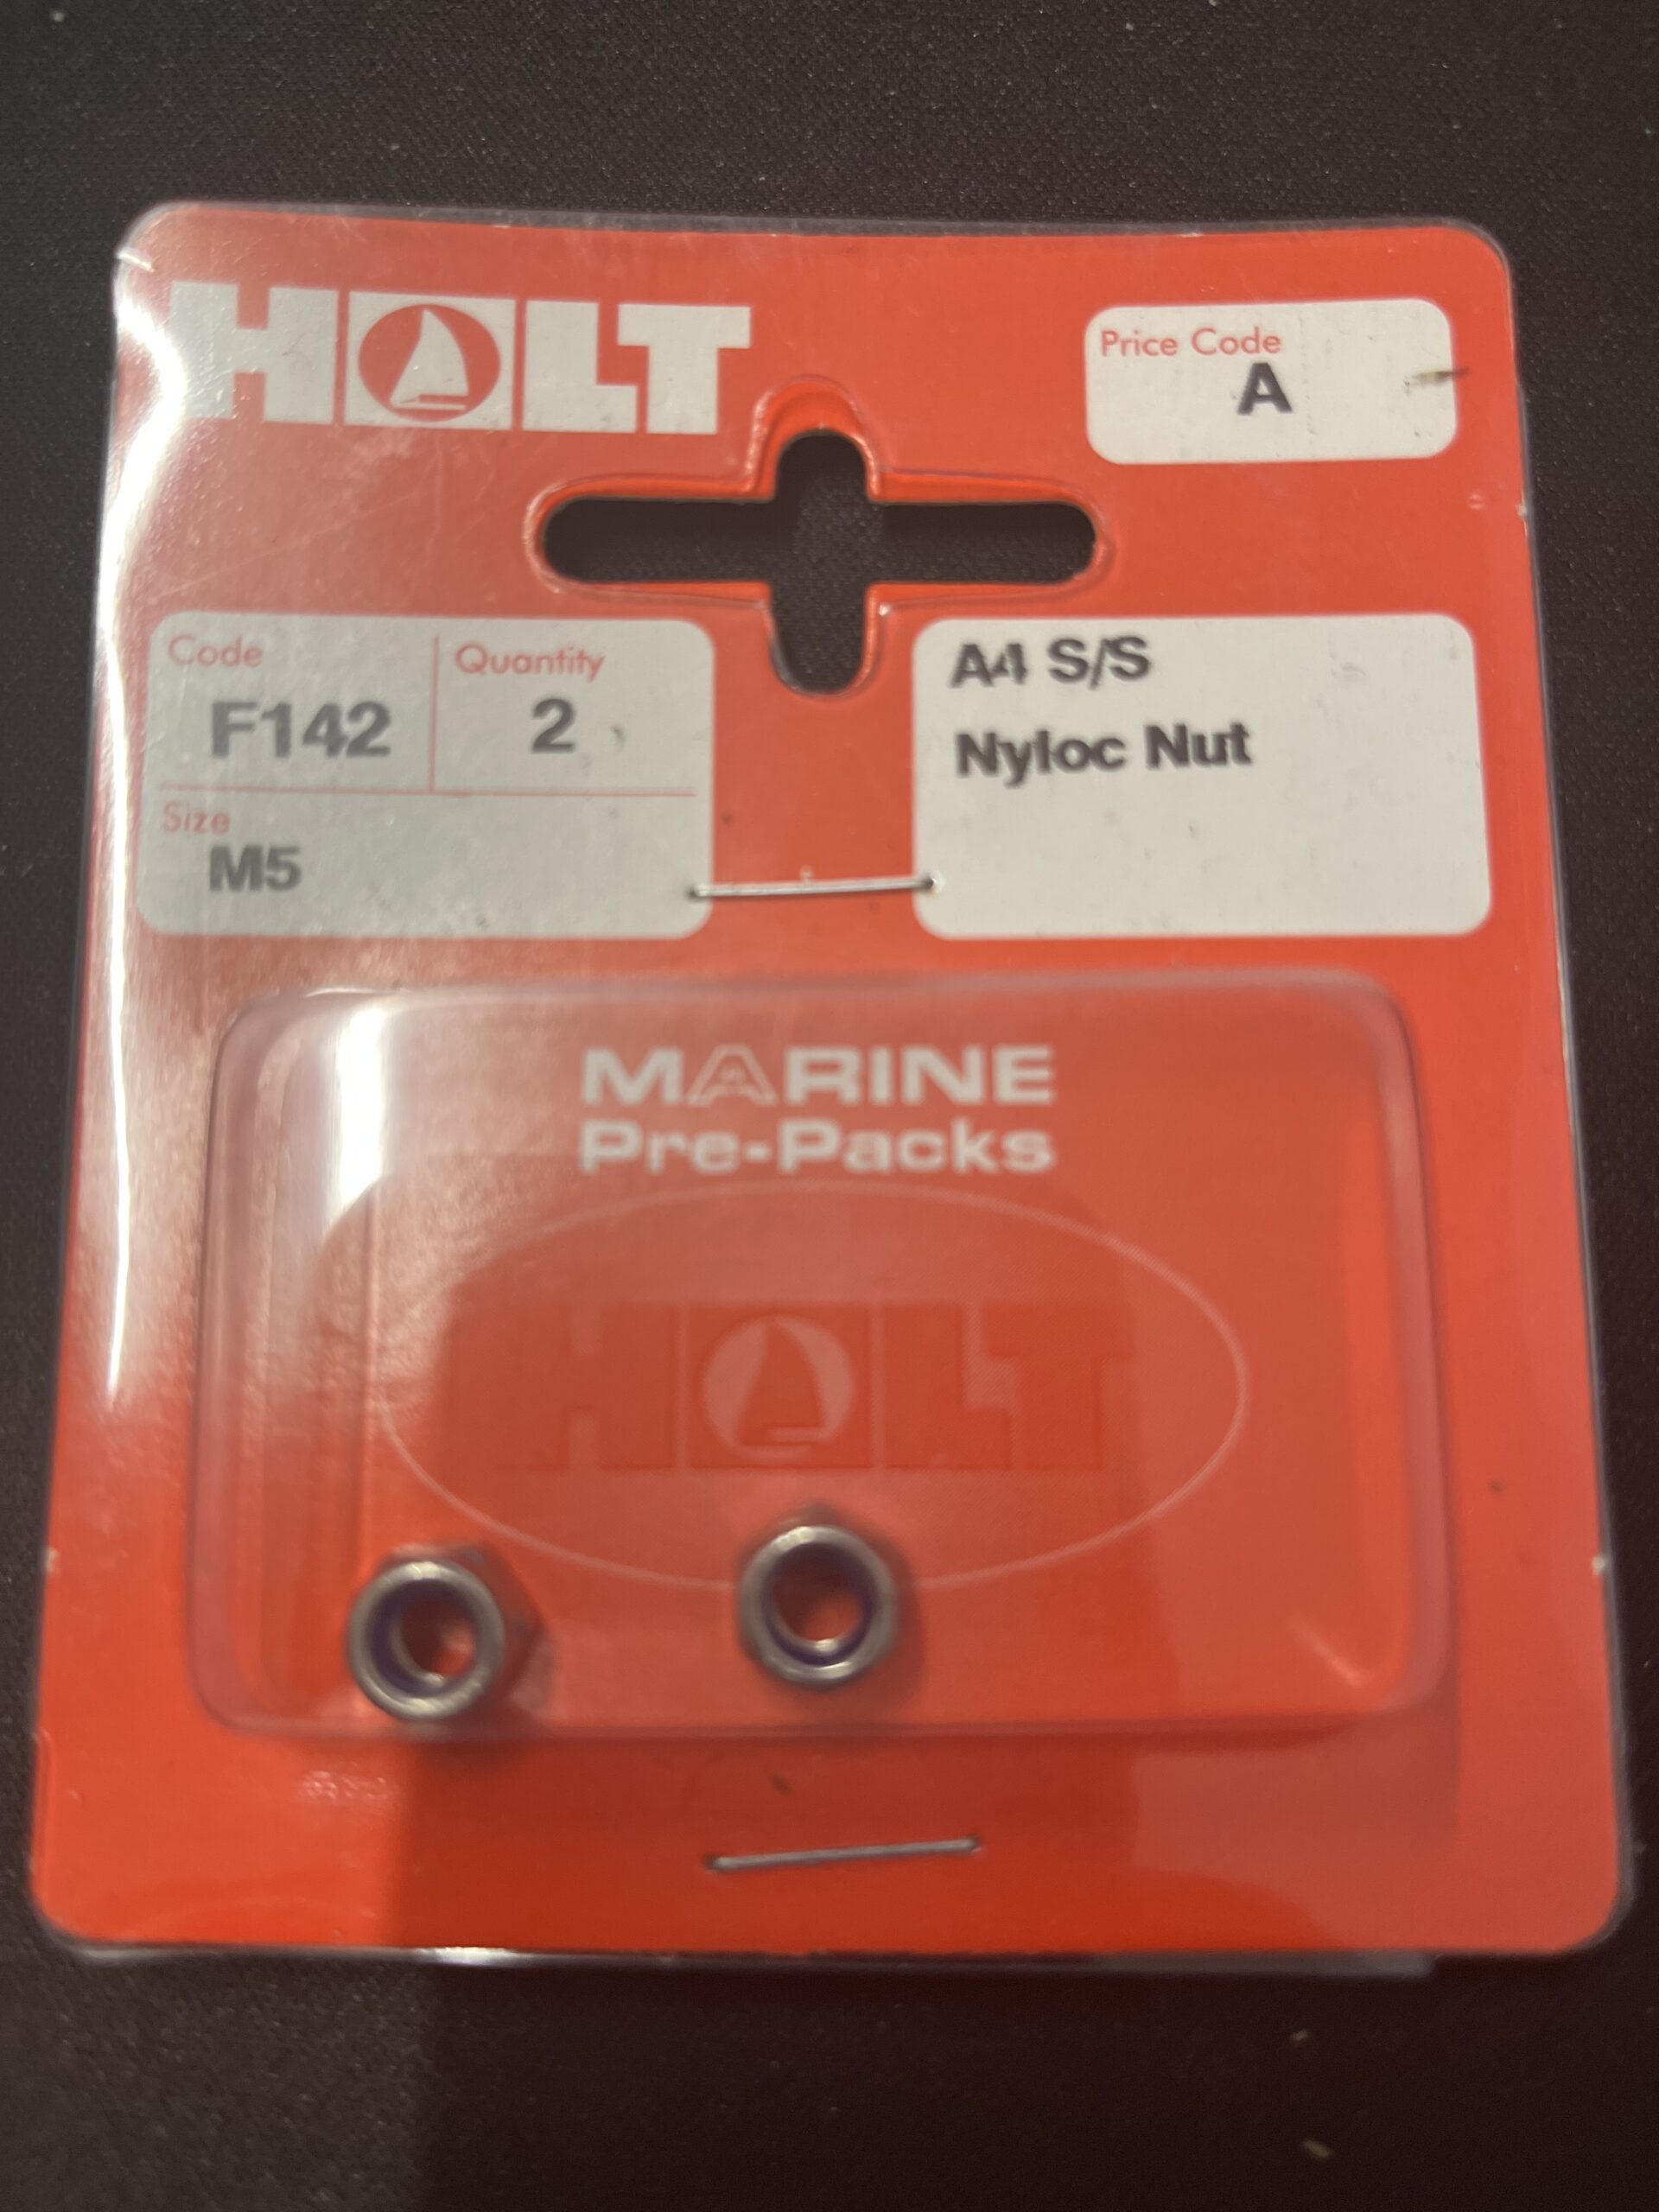 HOLT
Price Code
A
Code
F142
Quantity
2
Size
M5
A4 S/S
Nyloc Nut
MARINE
Pre-Packs
HOLT